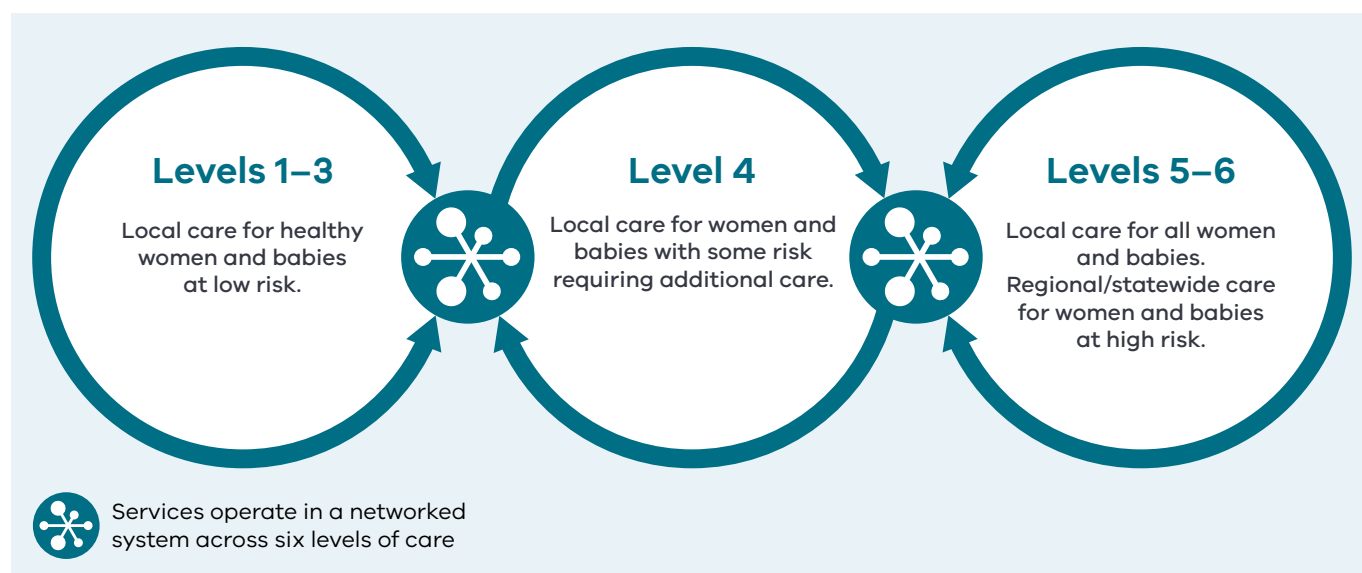 Levels 1–3
Local care for healthy
women and babies
at low risk.
Level 4
Local care for women and
babies with some risk
requiring additional care.
Levels 5–6
Local care for all women
and babies.
Regional/statewide care
for women and babies
at high risk.
Services operate in a networked
system across six levels of care